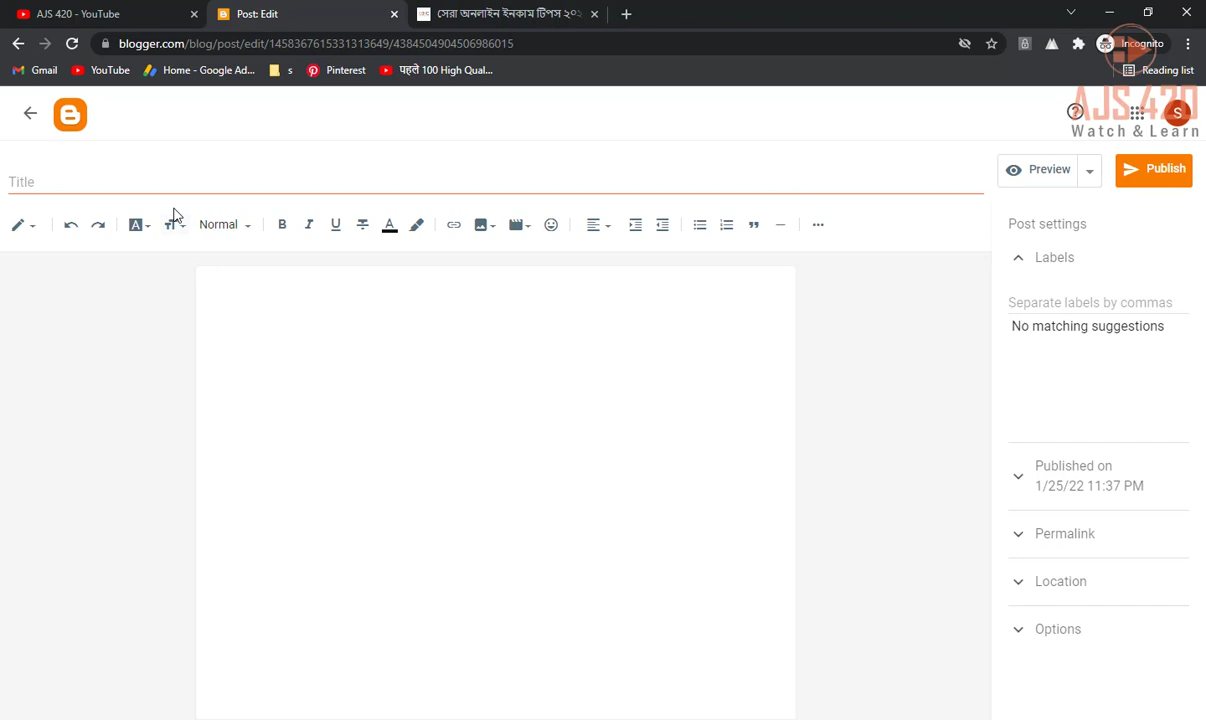 AJS 420 - YouTube
Post: Edit
সেরা অনলাইন ইনকাম টিপস ২০২
blogger.com/blog/post/edit/1458367615331313649/4384504904506986015
Incognito
Gmail
YouTube
Home - Google Ad...
s
Pinterest
पहले 100 High Qual...
Reading list
AJS 420
Watch & Learn
S
Title
Preview
Publish
Normal
Post settings
Labels
Separate labels by commas
No matching suggestions
Published on
1/25/22 11:37 PM
Permalink
Location
Options